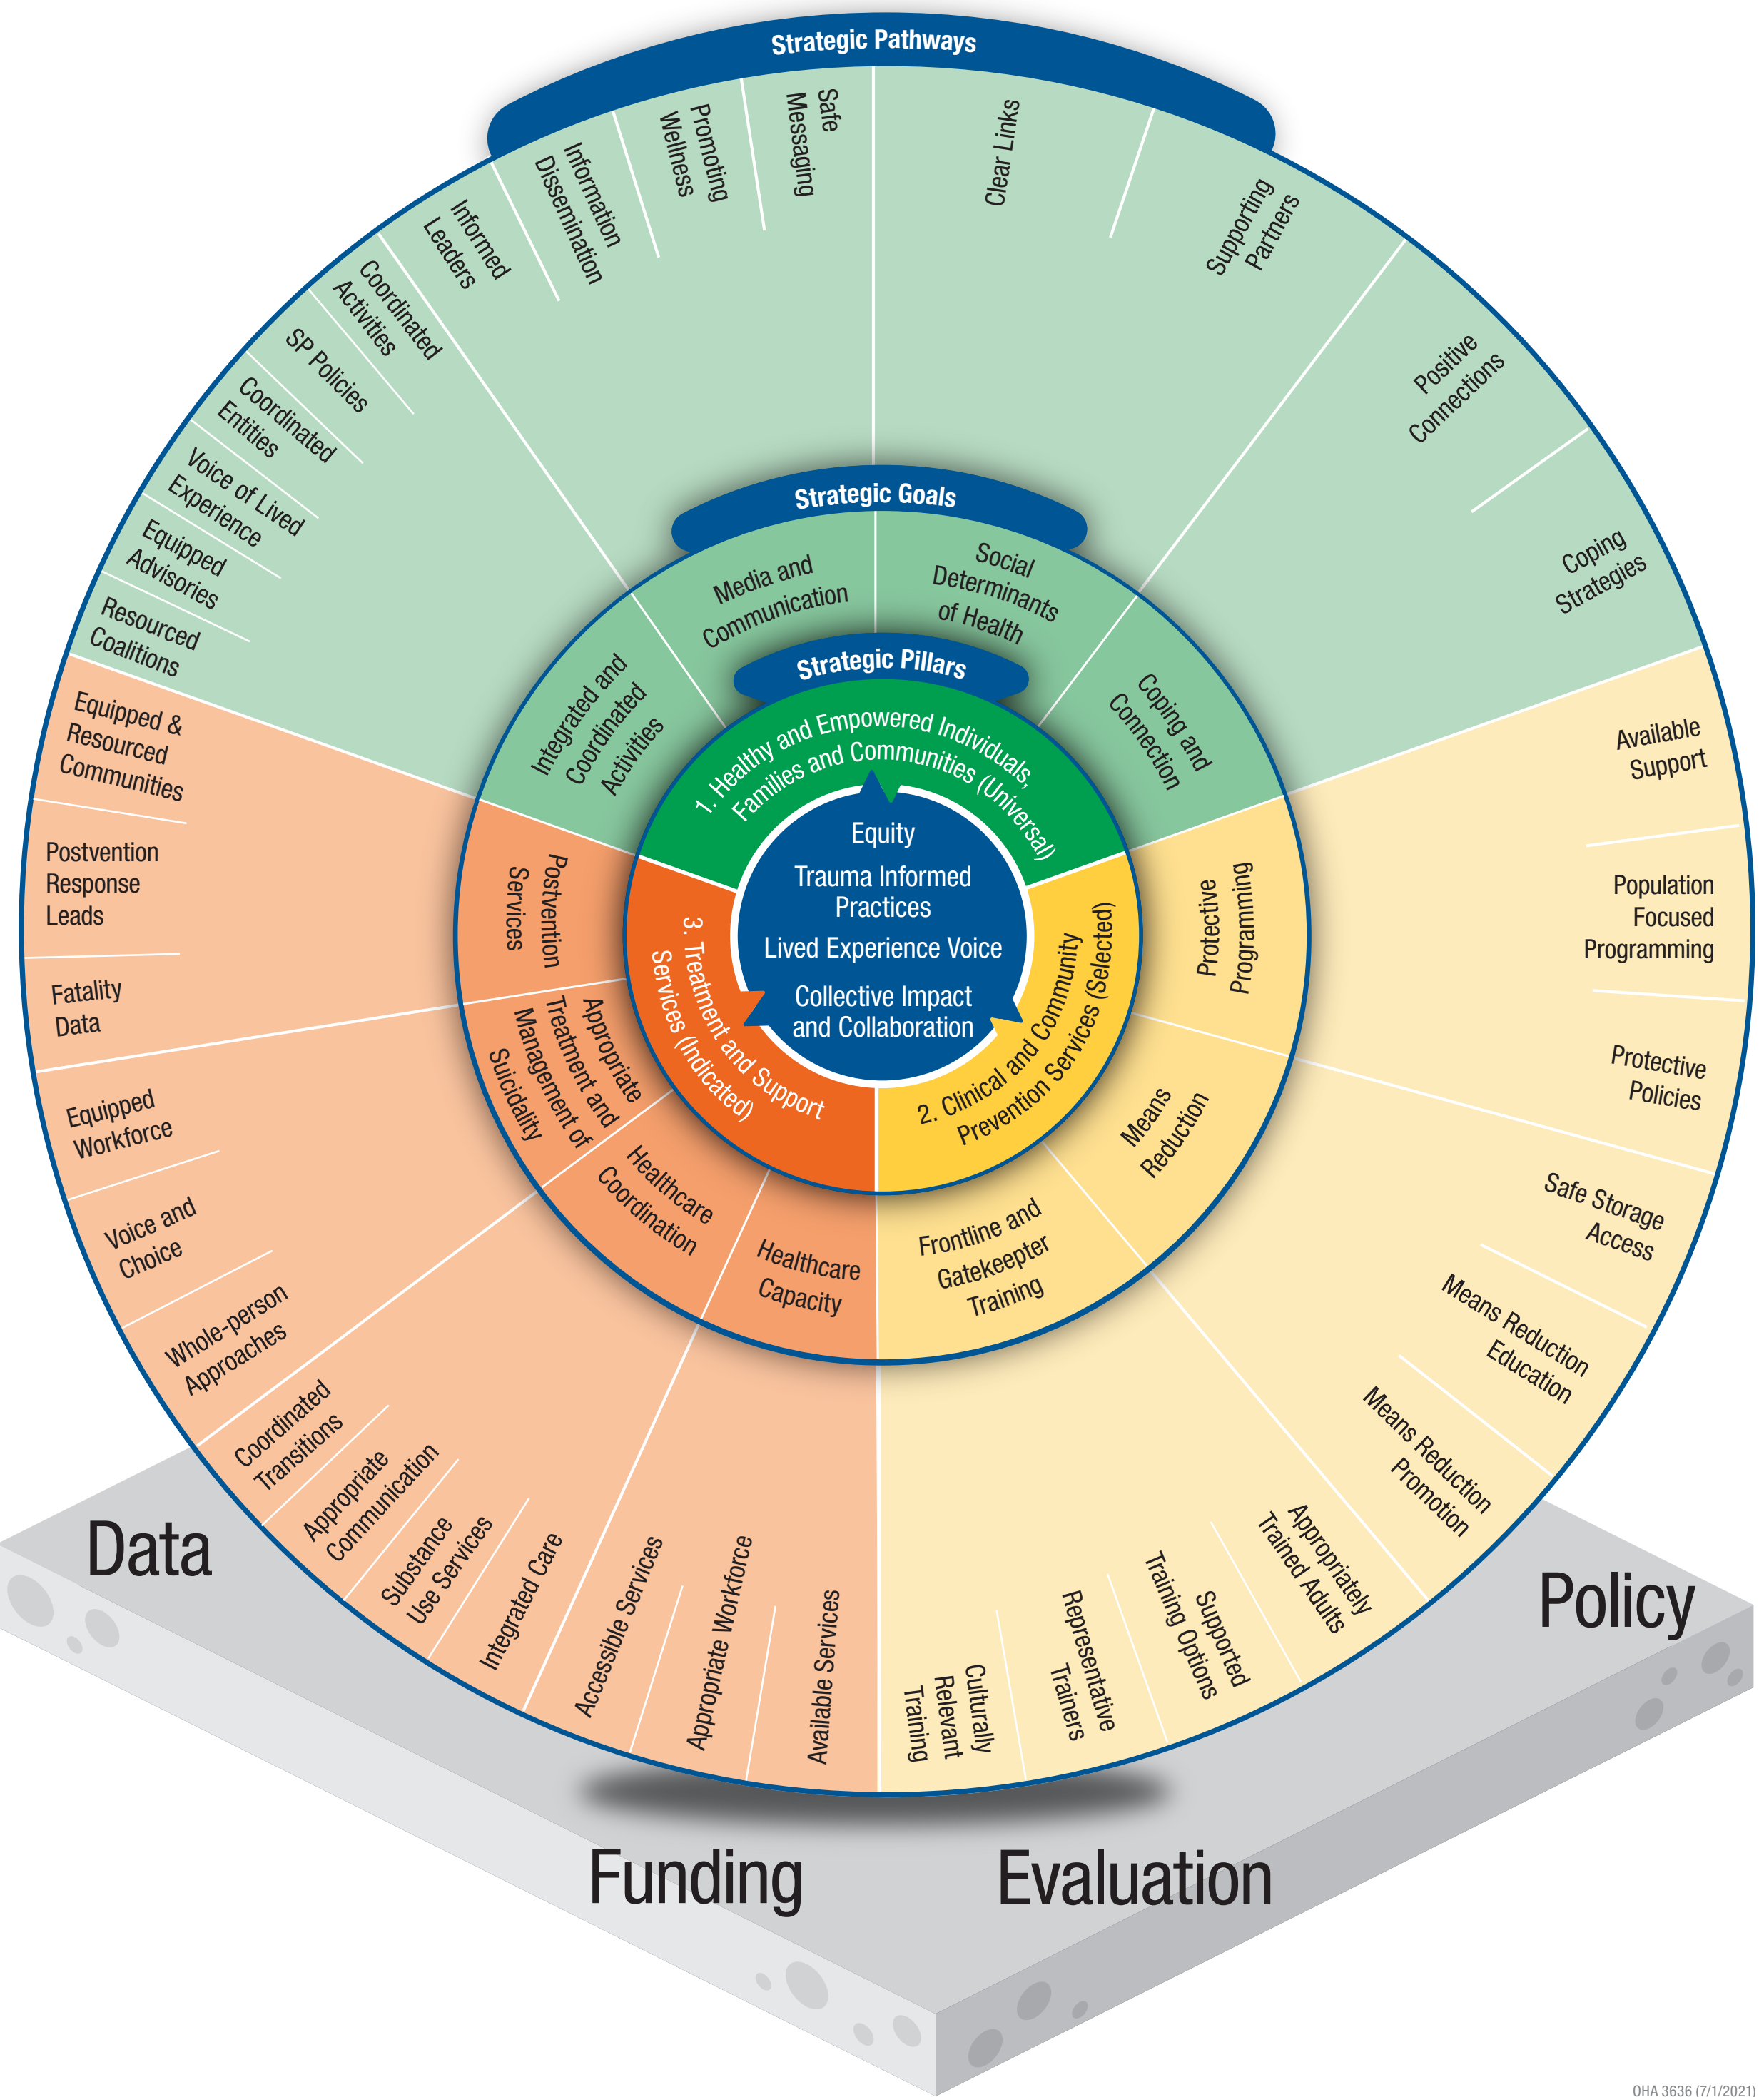 Strategic Pathways
Safe
Messaging
Promoting
Wellness
Information
Dissemination
Informed
Leaders
Coordinated
Activities
SP Policies
Coordinated
Entities
Voice of Lived
Experience
Equipped
Advisories
Resourced
Coalitions
Clear Links
Supporting
Partners
Positive
Connections
Coping
Strategies
Strategic Goals
Integrated and
Coordinated
Activities
Media and
Communication
Social
Determinants
of Health
Coping and
Connection
Strategic Pillars
1. Healthy and Empowered Individuals,
Families and Communities (Universal)
Equity
Trauma Informed
Practices
Lived Experience Voice
Collective Impact
and Collaboration
2. Clinical and Community
Prevention Services (Selected)
3. Treatment and Support
Services (Indicated)
Protective
Programming
Means
Reduction
Frontline and
Gatekeeper
Training
Healthcare
Capacity
Healthcare
Coordination
Appropriate
Treatment and
Management of
Suicidality
Postvention
Services
Available
Support
Population
Focused
Programming
Protective
Policies
Safe Storage
Access
Means Reduction
Education
Means Reduction
Promotion
Appropriately
Trained Adults
Supported
Training Options
Representative
Trainers
Culturally
Relevant
Training
Available Services
Appropriate Workforce
Accessible Services
Integrated Care
Substance
Use Services
Appropriate
Communication
Coordinated
Transitions
Whole-person
Approaches
Voice and
Choice
Equipped
Workforce
Fatality
Data
Postvention
Response
Leads
Equipped &
Resourced
Communities
Data
Funding
Evaluation
Policy
OHA 3636 (7/1/2021)